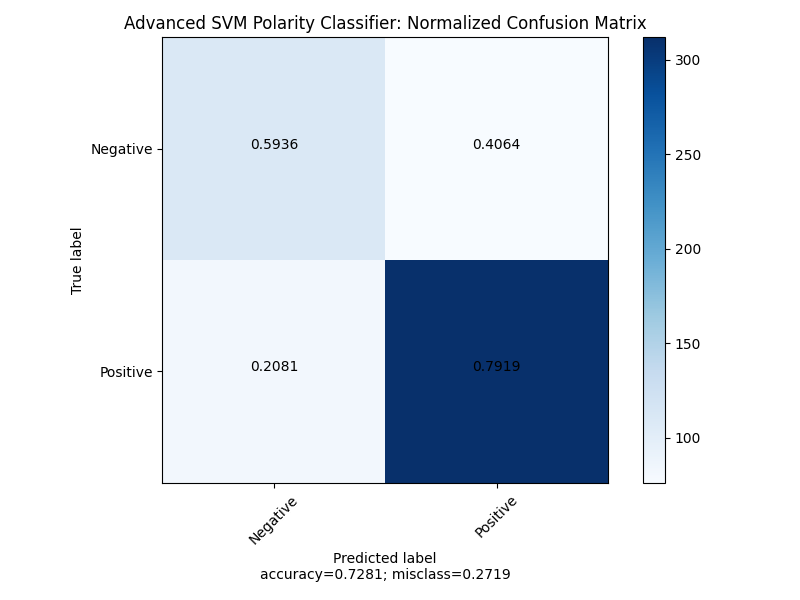 Advanced SVM Polarity Classifier: Normalized Confusion Matrix
300
0.5936 0.4064
Negative
250
200
True label
150
0.2081 0.7919
Positive
100
Negative Positive
Predicted label
accuracy=0.7281; misclass=0.2719